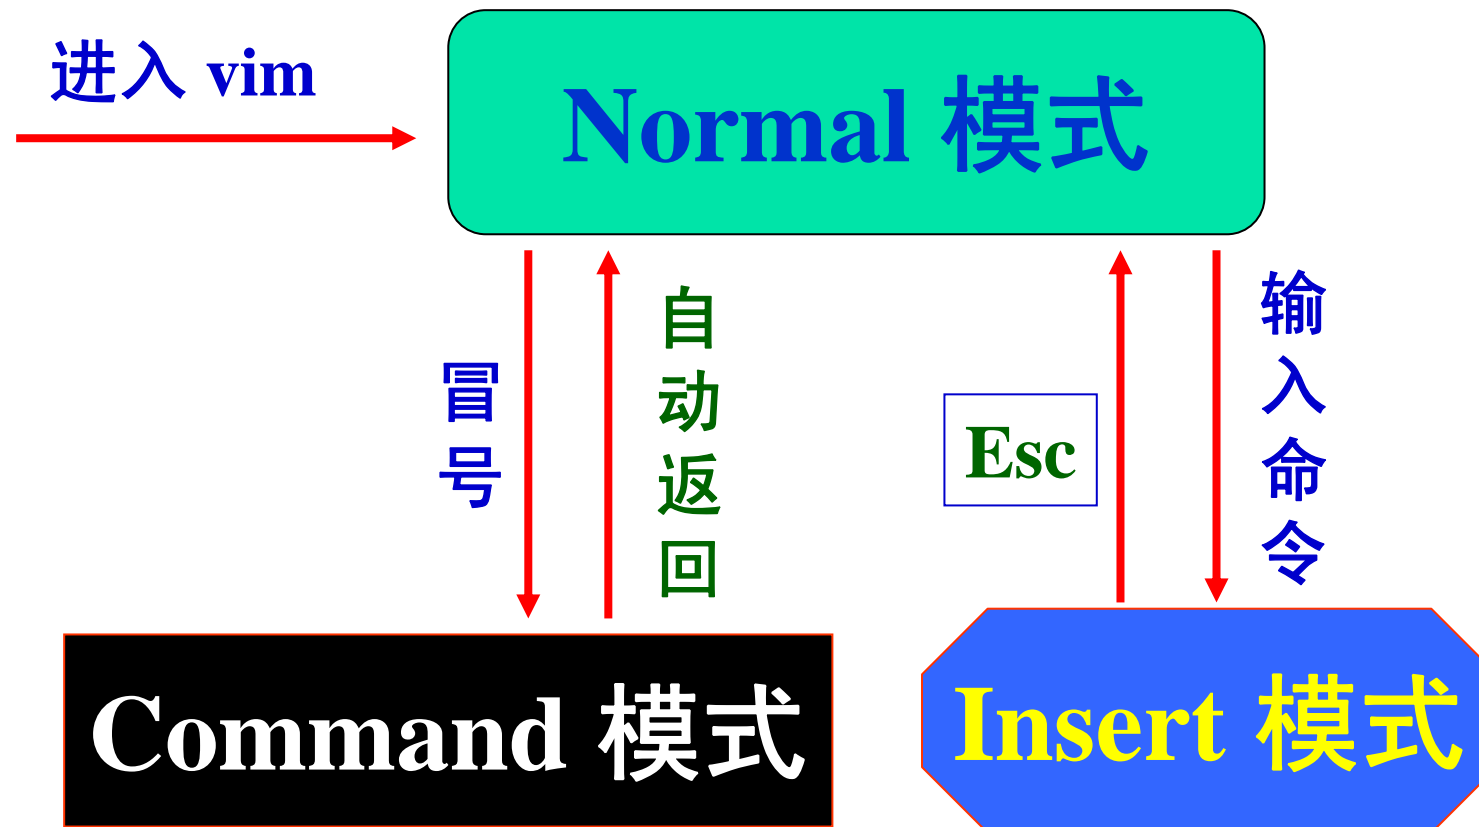 进入 vim
Normal 模式
冒号
自动返回
Esc
输入命令
Command 模式
Insert 模式